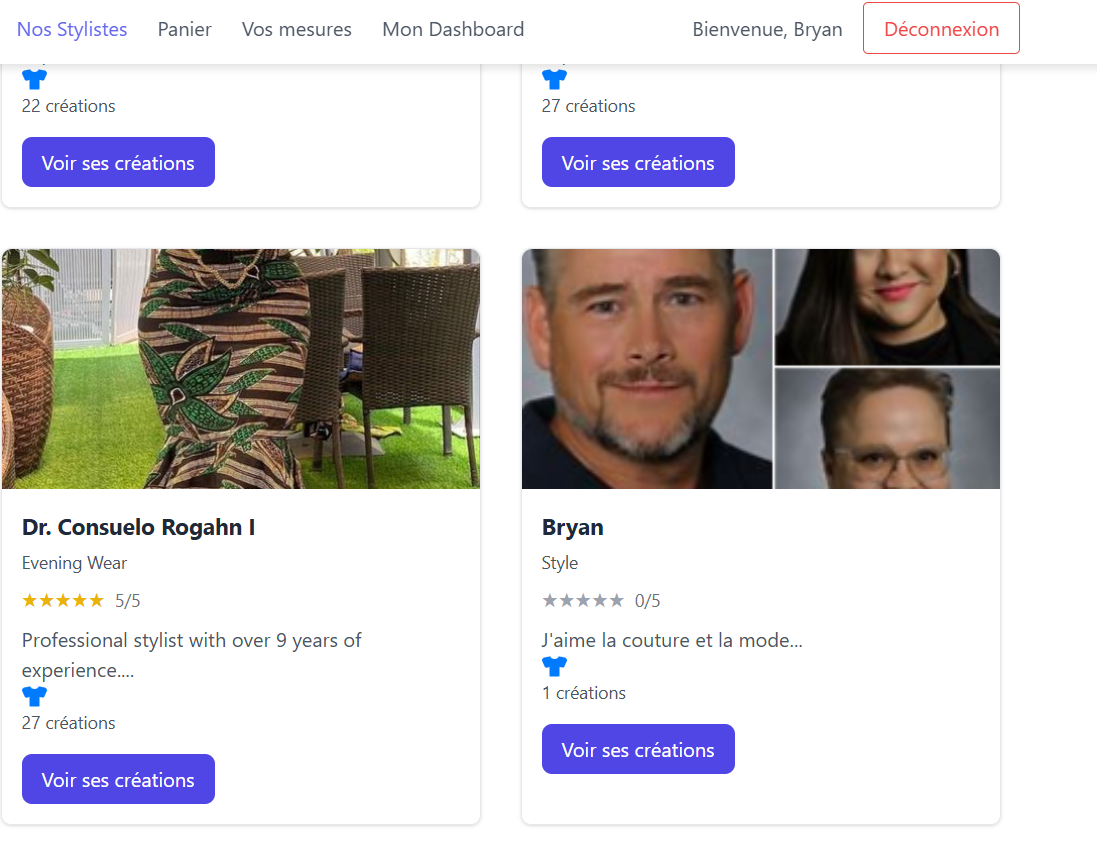 Nos Stylistes Panier Vos mesures Mon Dashboard Bienvenue, Bryan Déconnexion
22 créations
Voir ses créations
27 créations
Voir ses créations
Dr. Consuelo Rogahn I
Evening Wear
★★★★★ 5/5
Professional stylist with over 9 years of
experience....
27 créations
Voir ses créations
Bryan
Style
★★★★★ 0/5
J'aime la couture et la mode...
1 créations
Voir ses créations